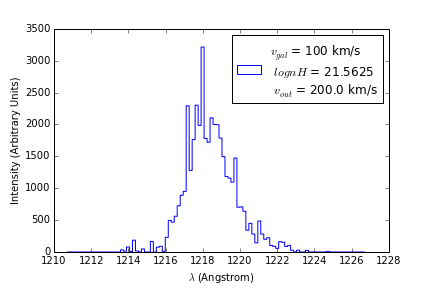 3500
3000
2500
2000
1500
1000
500
0
Intensity (Arbitrary Units)
v_gal = 100 km/s
lognH = 21.5625
v_out = 200.0 km/s
1210 1212 1214 1216 1218 1220 1222 1224 1226 1228
λ (Angstrom)